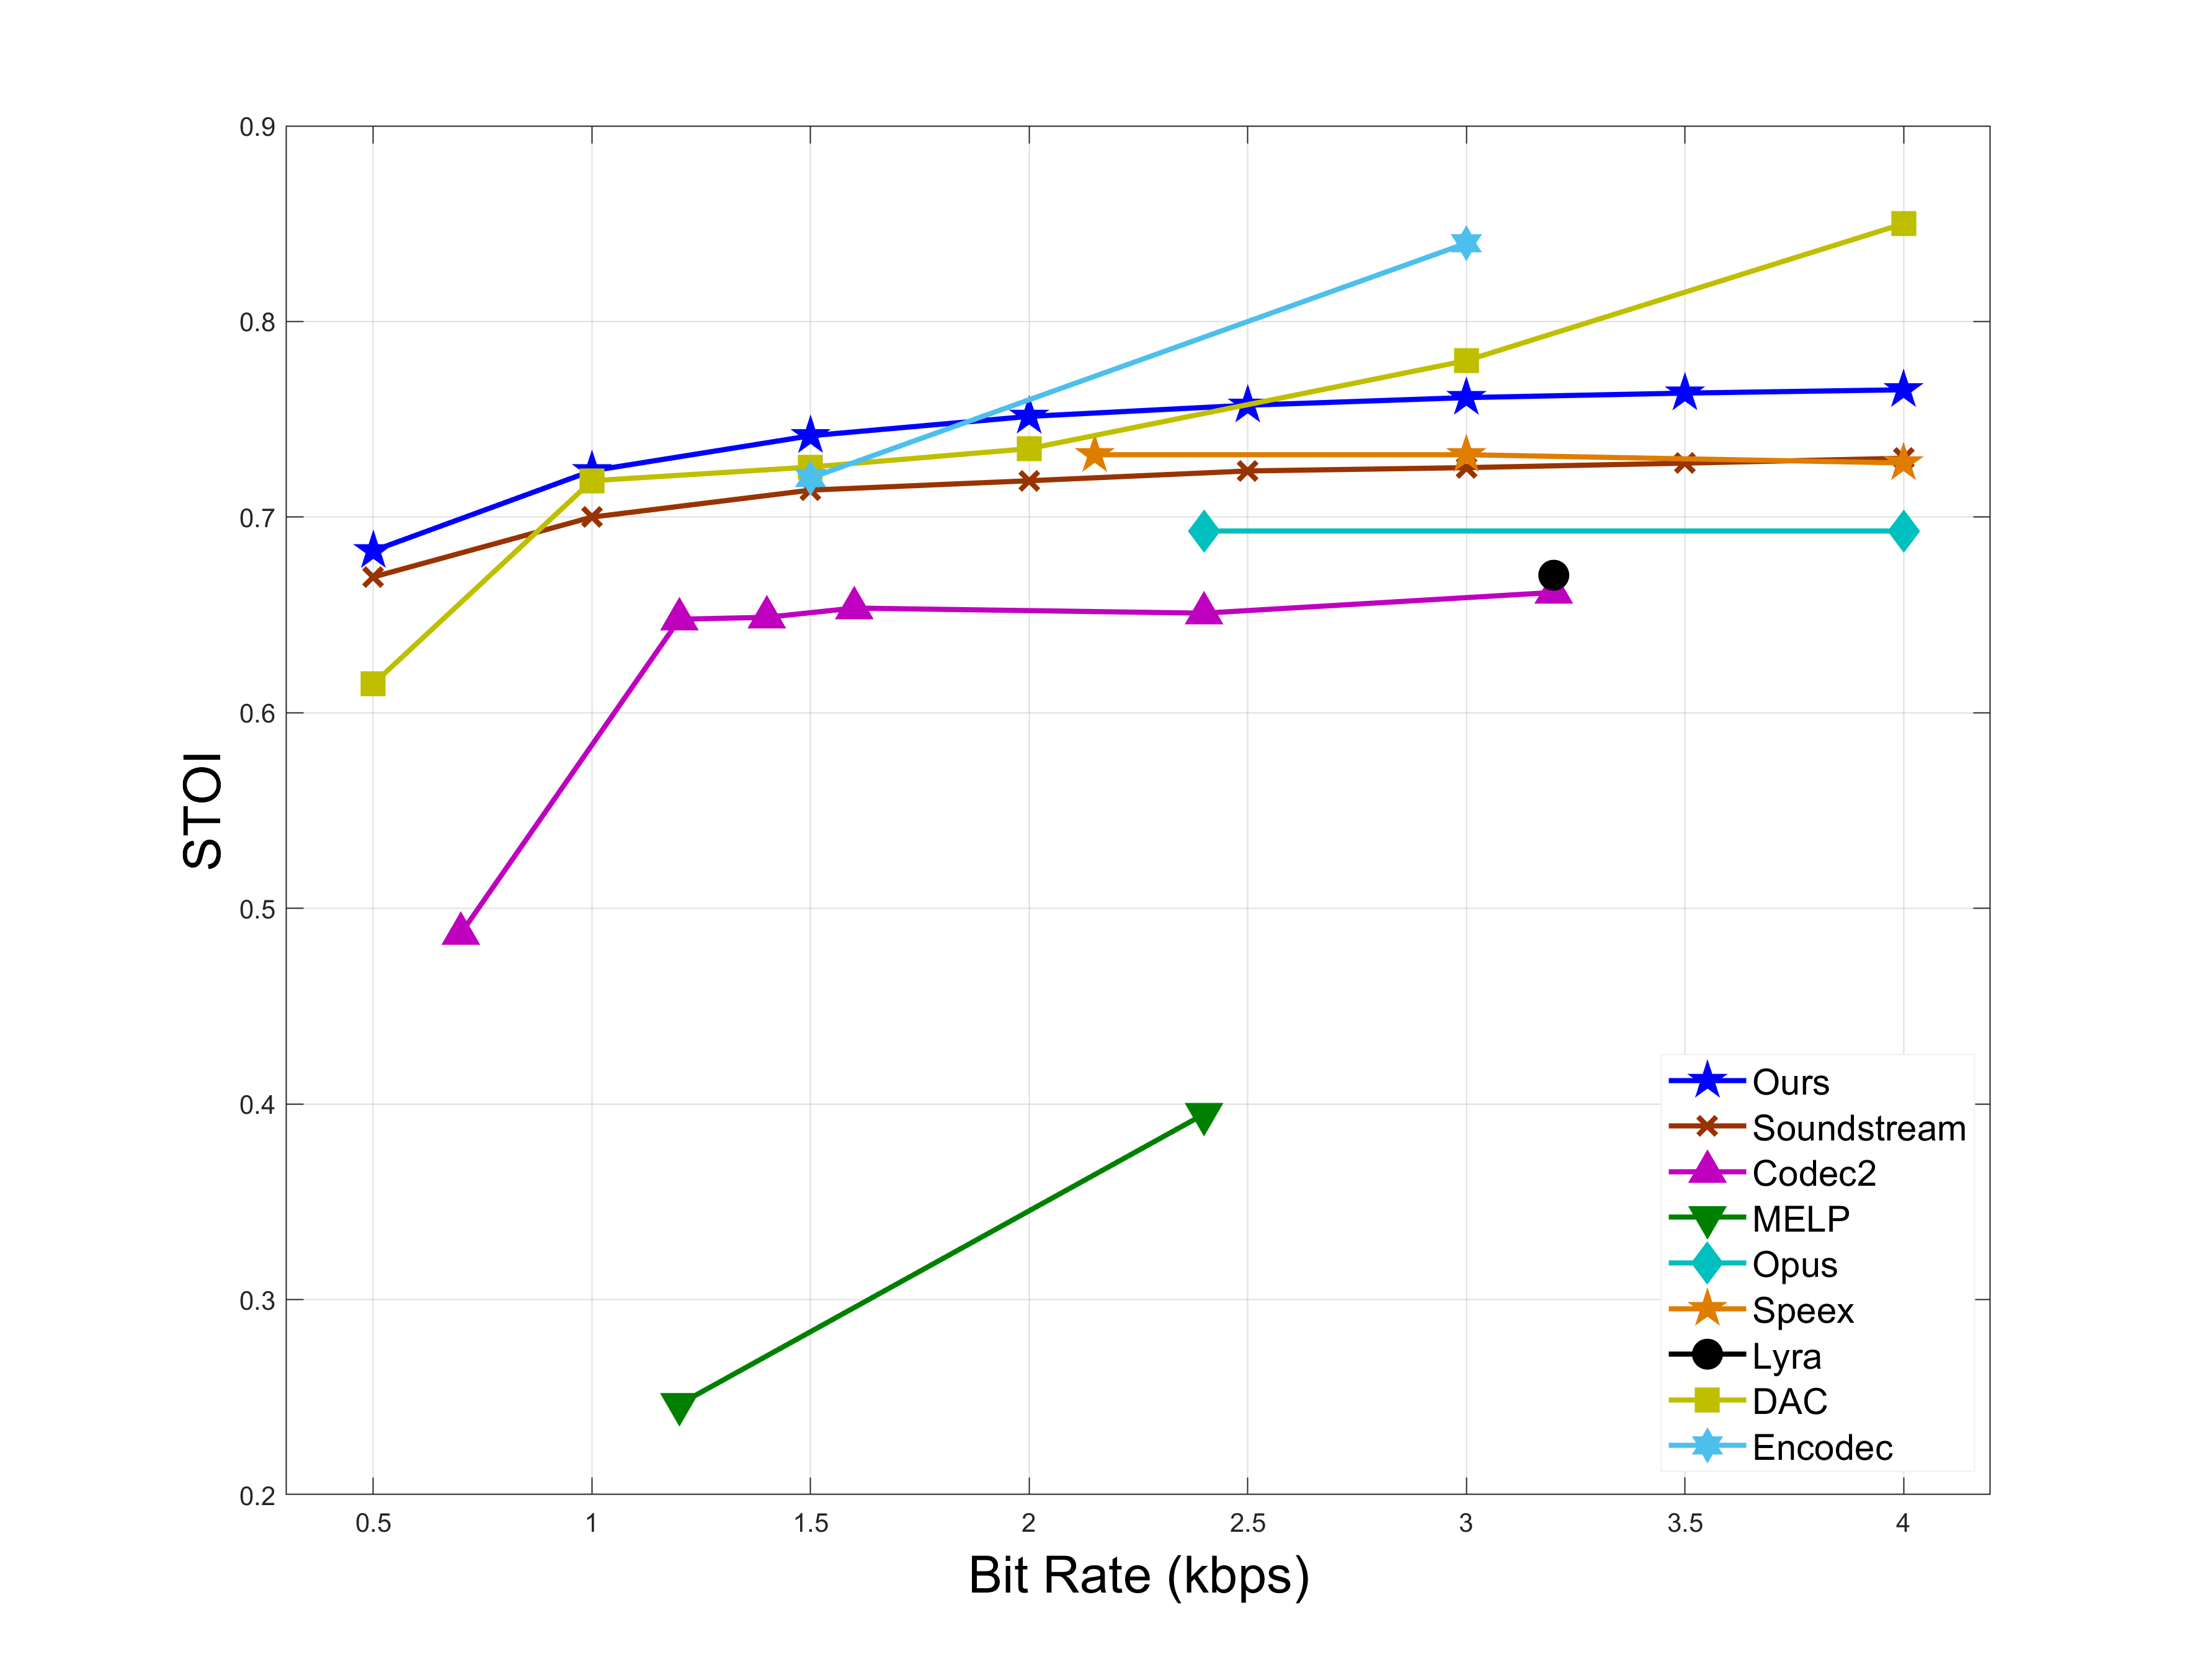 0.9
0.8
0.7
0.6
0.5
0.4
0.3
0.2
STOI
0.5 1 1.5 2 2.5 3 3.5 4
Bit Rate (kbps)
Ours
Soundstream
Codec2
MELP
Opus
Speex
Lyra
DAC
Encodec